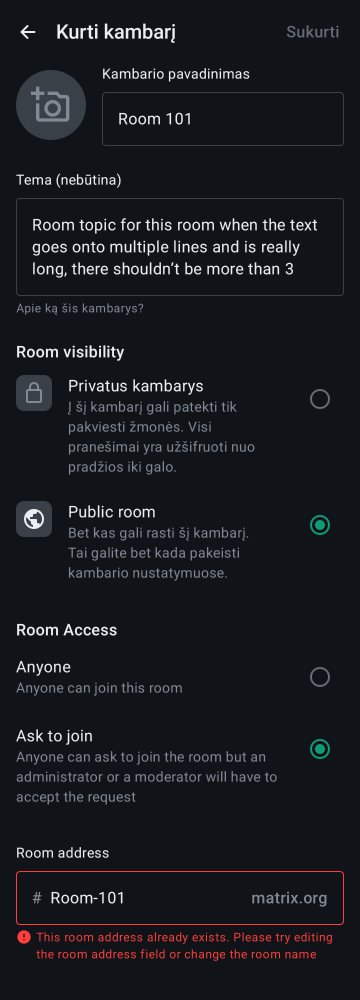 Kurti kambarį
Sukurti
Kambario pavadinimas
Room 101
Tema (nebūtina)
Room topic for this room when the text
goes onto multiple lines and is really
long, there shouldn’t be more than 3
Apie ką šis kambarys?
Room visibility
Privatus kambarys
Į šį kambarį gali patekti tik
pakviesti žmonės. Visi
pranešimai yra užšifruoti nuo
pradžios iki galo.
Public room
Bet kas gali rasti šį kambarį.
Tai galite bet kada pakeisti
kambario nustatymuose.
Room Access
Anyone
Anyone can join this room
Ask to join
Anyone can ask to join the room but an
administrator or a moderator will have to
accept the request
Room address
# Room-101 matrix.org
This room address already exists. Please try editing
the room address field or change the room name